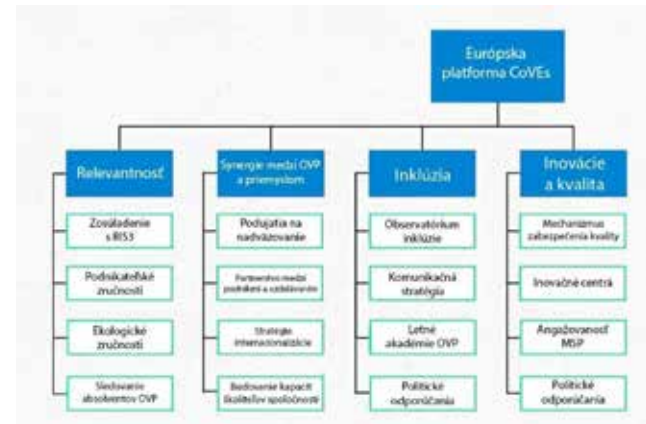 Európska
platforma CoVEs
Relevantnosť
Synergie medzi OVP
a priemyslom
Inklúzia
Inovácie
a kvalita
Zosúladenie
s RIS3
Podnikateľské
zručnosti
Ekologické
zručnosti
Sledovanie
absolventov OVP
Podujatia na
nadväzovanie
Partnerstvo medzi
podnikmi a vzdelávaním
Stratégie
internacionalizácie
Budovanie kapacít
školiteľov spoločností
Observatórium
inklúzie
Komunikačná
stratégia
Letné
akadémie OVP
Politické
odporúčania
Mechanizmus
zabezpečenia kvality
Inovačné centrá
Angažovanosť
MSP
Politické
odporúčania